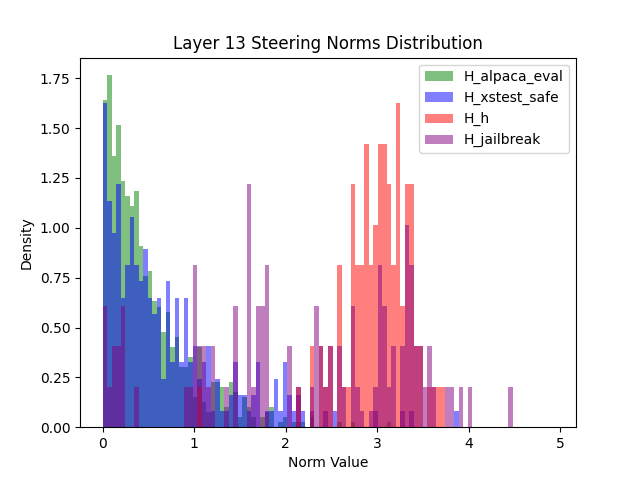 Layer 13 Steering Norms Distribution
H_alpaca_eval
H_xstest_safe
H_h
H_jailbreak
Density
1.75
1.50
1.25
1.00
0.75
0.50
0.25
0.00
0 1 2 3 4 5
Norm Value